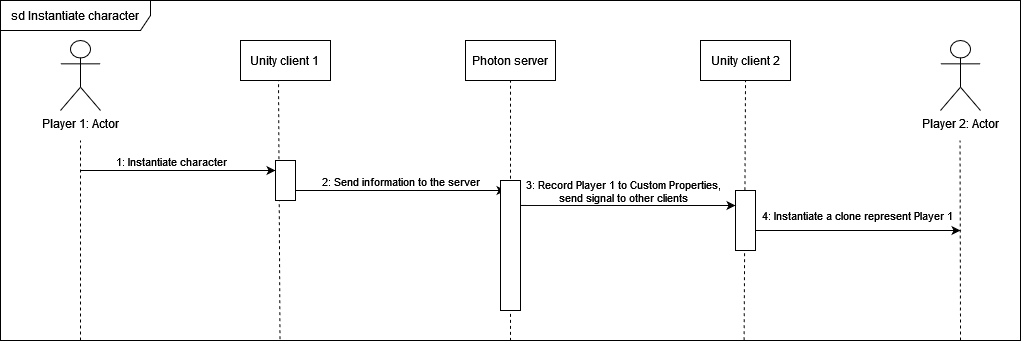 sd Instantiate character
Unity client 1
Photon server
Unity client 2
Player 1: Actor
Player 2: Actor
1: Instantiate character
2: Send information to the server
3: Record Player 1 to Custom Properties,
send signal to other clients
4: Instantiate a clone represent Player 1